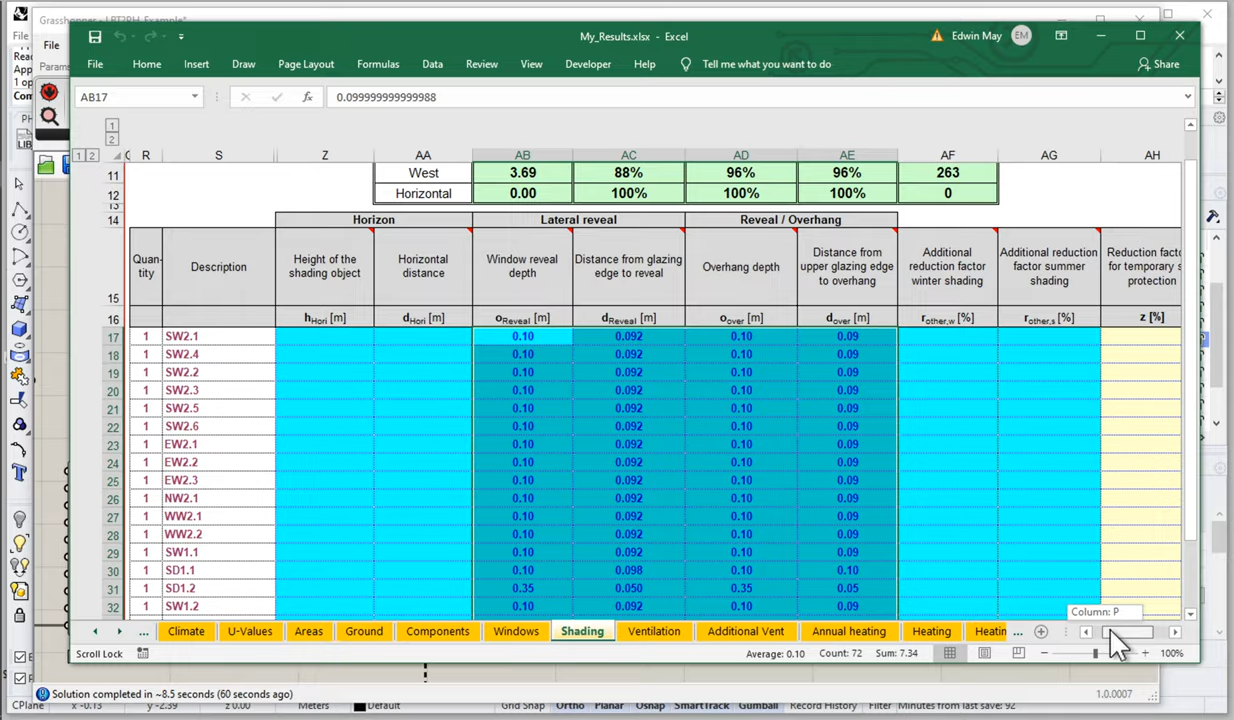 Grasshopper - LBT2PH_Example*
My_Results.xlsx - Excel
Edwin May
EM
File
File Home Insert Draw Page Layout Formulas Data Review View Developer Help Tell me what you want to do Share
Params
AB17
fx
0.099999999999988
1
2
1 2
R S Z AA AB AC AD AE AF AG AH
11 West 3.69 88% 96% 96% 263
12 Horizontal 0.00 100% 100% 100% 0
13
14 Horizon Lateral reveal Reveal / Overhang
Quan-
tity
Description
Height of the
shading object
Horizontal
distance
Window reveal
depth
Distance from glazing
edge to reveal
Overhang depth
Distance from
upper glazing edge
to overhang
Additional
reduction factor
winter shading
Additional reduction
factor summer
shading
Reduction fact
for temporary s
protection
15
16 hHori [m] dHori [m] oReveal [m] dReveal [m] oover [m] dover [m] rother,w [%] rother,s [%] z [%]
17 1 SW2.1 0.10 0.092 0.10 0.09
18 1 SW2.4 0.10 0.092 0.10 0.09
19 1 SW2.2 0.10 0.092 0.10 0.09
20 1 SW2.3 0.10 0.092 0.10 0.09
21 1 SW2.5 0.10 0.092 0.10 0.09
22 1 SW2.6 0.10 0.092 0.10 0.09
23 1 EW2.1 0.10 0.092 0.10 0.09
24 1 EW2.2 0.10 0.092 0.10 0.09
25 1 EW2.3 0.10 0.092 0.10 0.09
26 1 NW2.1 0.10 0.092 0.10 0.09
27 1 WW2.1 0.10 0.092 0.10 0.09
28 1 WW2.2 0.10 0.092 0.10 0.09
29 1 SW1.1 0.10 0.092 0.10 0.09
30 1 SD1.1 0.10 0.098 0.10 0.10
31 1 SD1.2 0.35 0.050 0.35 0.05
32 1 SW1.2 0.10 0.092 0.10 0.09
Column: P
... Climate U-Values Areas Ground Components Windows Shading Ventilation Additional Vent Annual heating Heating Heatin ...
Scroll Lock Average: 0.10 Count: 72 Sum: 7.34 100%
Solution completed in ~8.5 seconds (60 seconds ago) 1.0.0007
CPlane x -0.13 y -2.39 z 0.00 Meters Default Grid Snap Ortho Planar Osnap SmartTrack Gumball Record History Filter Minutes from last save: 92